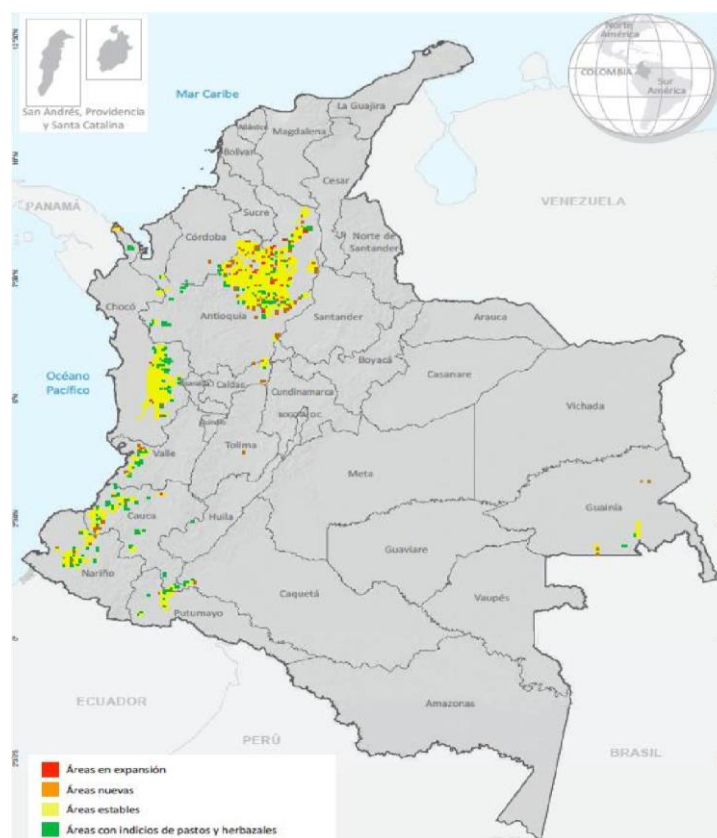 Norte
América
COLOMBIA
Sur
América
San Andrés, Providencia
y Santa Catalina
Mar Caribe
La Guajira
Magdalena
Bolívar
Cesar
PANAMÁ
VENEZUELA
Sucre
Córdoba
Norte de
Santander
Chocó
Antioquia
Santander
Arauca
Boyacá
Océano
Pacífico
Caldas
Casanare
Cundinamarca
BOGOTÁ, D.C.
Vichada
Tolima
Valle
Meta
Guainía
Cauca
Huila
Guaviare
Nariño
Caquetá
Vaupés
Putumayo
0°
ECUADOR
Amazonas
PERÚ
BRASIL
Áreas en expansión
Áreas nuevas
Áreas estables
Áreas con indicios de pastos y herbazales